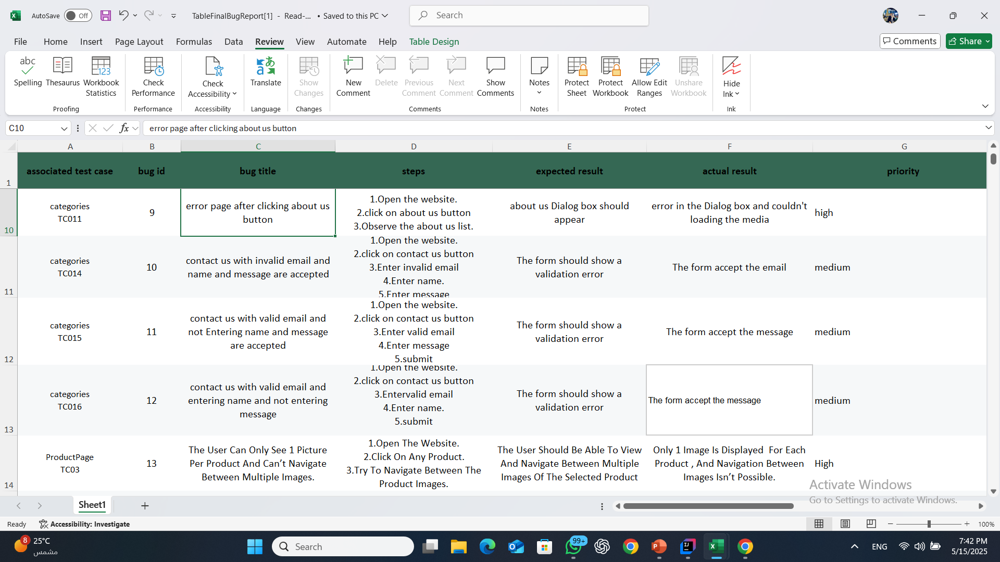 AutoSave Off TableFinalBugReport[1] - Read-... • Saved to this PC Search
File Home Insert Page Layout Formulas Data Review View Automate Help Table Design Comments Share
abc
Spelling Thesaurus Workbook Statistics
Proofing
Check Performance
Performance
Check Accessibility
Accessibility
Translate
Language
Show Changes
Changes
New Comment Delete Previous Comment Next Comment Show Comments
Comments
Notes
Notes
Protect Sheet Protect Workbook Allow Edit Ranges Unshare Workbook
Protect
Hide Ink
Ink
C10 fx error page after clicking about us button
A B C D E F G
1 associated test case bug id bug title steps expected result actual result priority
10
categories
TC011
9
error page after clicking about us
button
1.Open the website.
2.click on about us button
3.Observe the about us list.
about us Dialog box should
appear
error in the Dialog box and couldn't
loading the media
high
11
categories
TC014
10
contact us with invalid email and
name and message are accepted
1.Open the website.
2.click on contact us button
3.Enter invalid email
4.Enter name.
5.Enter message
The form should show a
validation error
The form accept the email
medium
12
categories
TC015
11
contact us with valid email and
not Entering name and message
are accepted
1.Open the website.
2.click on contact us button
3.Enter valid email
4.Enter message
5.submit
The form should show a
validation error
The form accept the message
medium
13
categories
TC016
12
contact us with valid email and
entering name and not entering
message
1.Open the website.
2.click on contact us button
3.Entervalid email
4.Enter name.
5.submit
The form should show a
validation error
The form accept the message
medium
14
ProductPage
TC03
13
The User Can Only See 1 Picture
Per Product And Can’t Navigate
Between Multiple Images.
1.Open The Website.
2.Click On Any Product.
3.Try To Navigate Between The
Product Images.
The User Should Be Able To View
And Navigate Between Multiple
Images Of The Selected Product
Only 1 Image Is Displayed  For Each
Product , And Navigation Between
Images Isn’t Possible.
High
Activate Windows
Go to Settings to activate Windows.
Sheet1
Ready Accessibility: Investigate 100%
8 25°C
مشمس
Search
99+
ENG
7:42 PM
5/15/2025